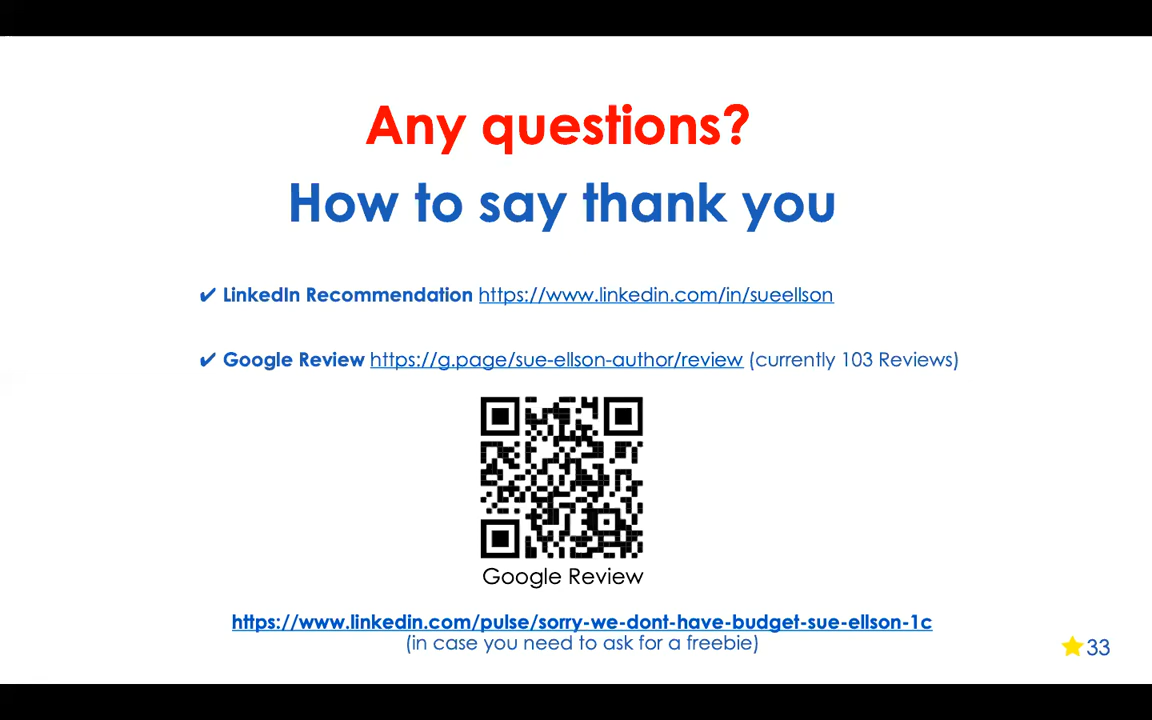 Any questions?
How to say thank you
✔ LinkedIn Recommendation https://www.linkedin.com/in/sueellson
✔ Google Review https://g.page/sue-ellson-author/review (currently 103 Reviews)
Google Review
https://www.linkedin.com/pulse/sorry-we-dont-have-budget-sue-ellson-1c
(in case you need to ask for a freebie)
33